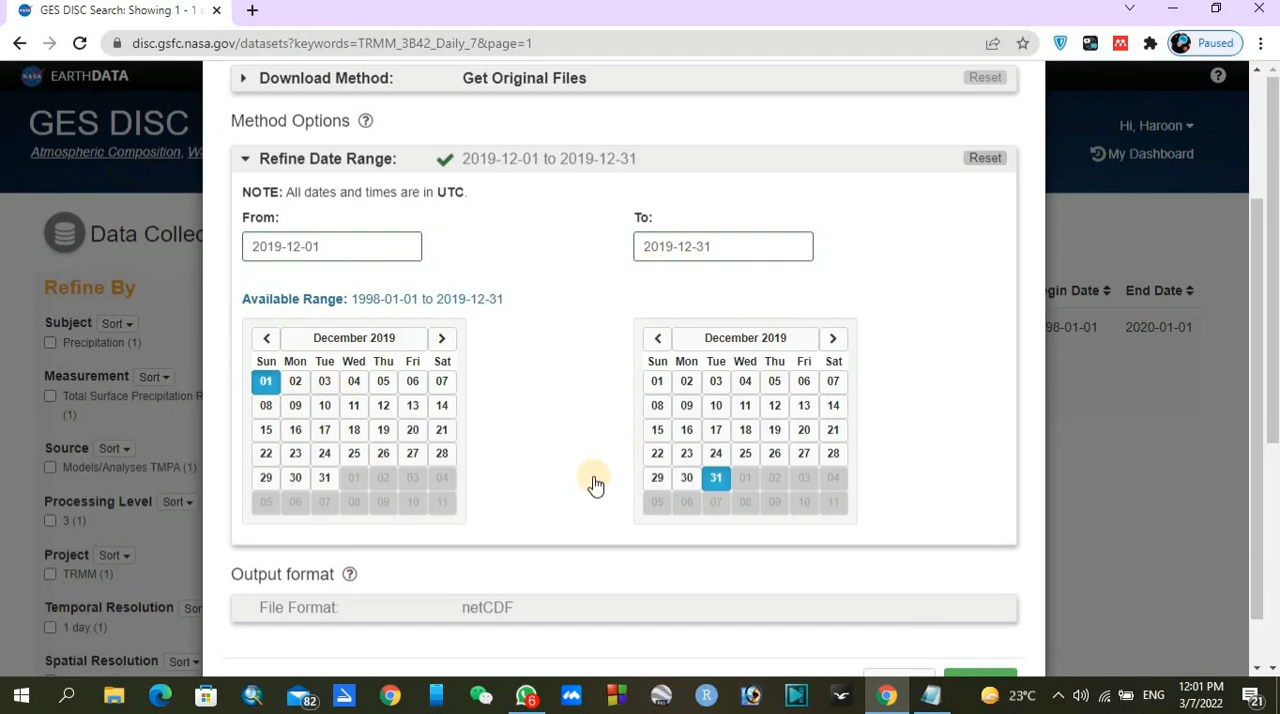 GES DISC Search: Showing 1 - 1
disc.gsfc.nasa.gov/datasets?keywords=TRMM_3B42_Daily_7&page=1
Paused
NASA EARTHDATA
?
GES DISC
Atmospheric Composition,
Hi, Haroon
My Dashboard
Data Collec
Refine By
Subject Sort
Precipitation (1)
Measurement Sort
Total Surface Precipitation R
(1)
Source Sort
Models/Analyses TMPA (1)
Processing Level Sort
3 (1)
Project Sort
TRMM (1)
Temporal Resolution Sor
1 day (1)
Spatial Resolution Sort
Download Method: Get Original Files Reset
Method Options ?
Refine Date Range: 2019-12-01 to 2019-12-31 Reset
NOTE: All dates and times are in UTC.
From: To:
2019-12-01 2019-12-31
Available Range: 1998-01-01 to 2019-12-31
December 2019
Sun Mon Tue Wed Thu Fri Sat
01 02 03 04 05 06 07
08 09 10 11 12 13 14
15 16 17 18 19 20 21
22 23 24 25 26 27 28
29 30 31 01 02 03 04
05 06 07 08 09 10 11
December 2019
Sun Mon Tue Wed Thu Fri Sat
01 02 03 04 05 06 07
08 09 10 11 12 13 14
15 16 17 18 19 20 21
22 23 24 25 26 27 28
29 30 31 01 02 03 04
05 06 07 08 09 10 11
Output format ?
File Format: netCDF
gin Date End Date
98-01-01 2020-01-01
82
6
R
23°C
ENG
12:01 PM
3/7/2022
21